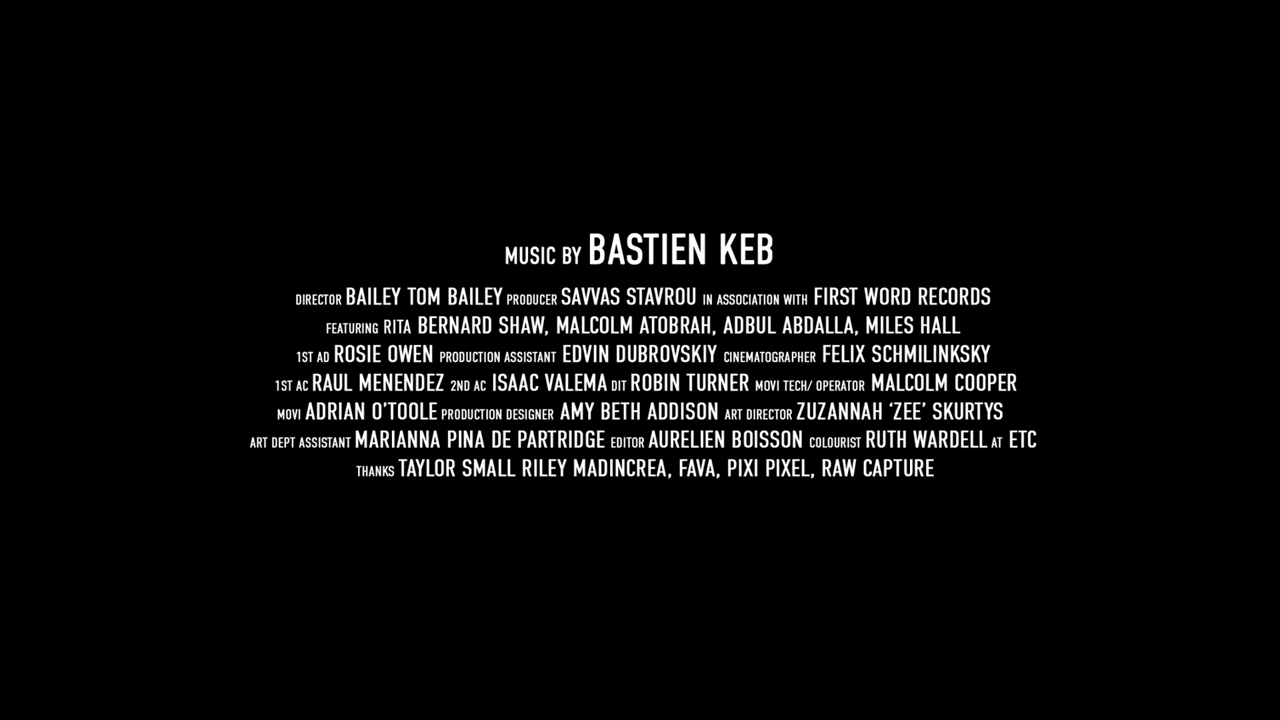 MUSIC BY BASTIEN KEB
DIRECTOR BAILEY TOM BAILEY PRODUCER SAVVAS STAVROU IN ASSOCIATION WITH FIRST WORD RECORDS
FEATURING RITA BERNARD SHAW, MALCOLM ATOBRAH, ADBUL ABDALLA, MILES HALL
1ST AD ROSIE OWEN PRODUCTION ASSISTANT EDVIN DUBROVSKIY CINEMATOGRAPHER FELIX SCHMILINKSKY
1ST AC RAUL MENENDEZ 2ND AC ISAAC VALEMA DIT ROBIN TURNER MOVI TECH/ OPERATOR MALCOLM COOPER
MOVI ADRIAN O'TOOLE PRODUCTION DESIGNER AMY BETH ADDISON ART DIRECTOR ZUZANNAH ‘ZEE’ SKURTYS
ART DEPT ASSISTANT MARIANNA PINA DE PARTRIDGE EDITOR AURELIEN BOISSON COLOURIST RUTH WARDELL AT ETC
THANKS TAYLOR SMALL RILEY MADINCREA, FAVA, PIXI PIXEL, RAW CAPTURE